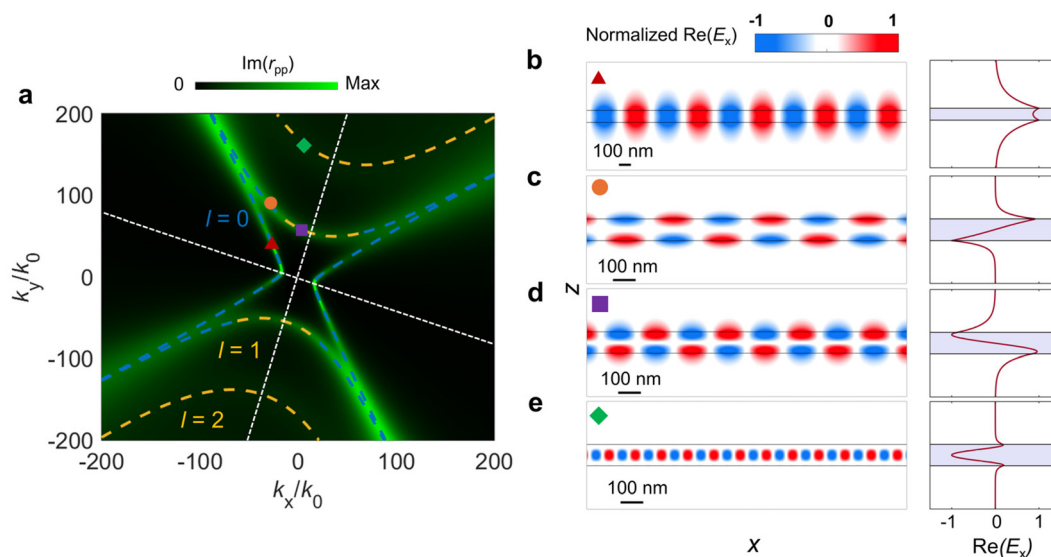 Normalized Re(Eₓ)
-1 0 1
Im(rₚₚ)
0 Max
a
200
100
0
-100
-200
k_y/k₀
-200 -100 0 100 200
kₓ/k₀
l = 0
l = 1
l = 2
b
100 nm
c
100 nm
d
100 nm
e
100 nm
z
x
-1 0 1
Re(Eₓ)